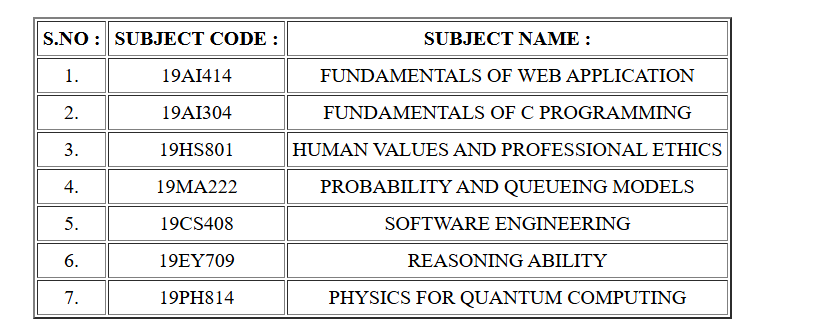 S.NO : SUBJECT CODE : SUBJECT NAME :
1. 19AI414 FUNDAMENTALS OF WEB APPLICATION
2. 19AI304 FUNDAMENTALS OF C PROGRAMMING
3. 19HS801 HUMAN VALUES AND PROFESSIONAL ETHICS
4. 19MA222 PROBABILITY AND QUEUEING MODELS
5. 19CS408 SOFTWARE ENGINEERING
6. 19EY709 REASONING ABILITY
7. 19PH814 PHYSICS FOR QUANTUM COMPUTING